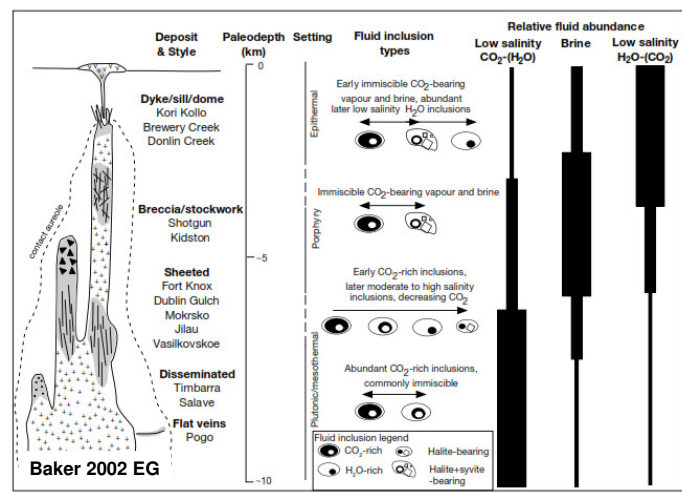 Relative fluid abundance
Deposit & Style
Paleodepth (km)
Setting
Fluid inclusion types
Low salinity CO2-(H2O)
Brine
Low salinity H2O-(CO2)
0
~5
~10
Dyke/sill/dome
Kori Kollo
Brewery Creek
Donlin Creek
Breccia/stockwork
Shotgun
Kidston
Sheeted
Fort Knox
Dublin Gulch
Mokrsko
Jilau
Vasilkovskoe
Disseminated
Timbarra
Salave
Flat veins
Pogo
contact aureole
Epithermal
Porphyry
Plutonic/mesothermal
Early immiscible CO2-bearing
vapour and brine, abundant
later low salinity H2O inclusions
Immiscible CO2-bearing vapour and brine
Early CO2-rich inclusions,
later moderate to high salinity
inclusions, decreasing CO2
Abundant CO2-rich inclusions,
commonly immiscible
Fluid inclusion legend
CO2-rich
Halite-bearing
H2O-rich
Halite+syvite
-bearing
Baker 2002 EG